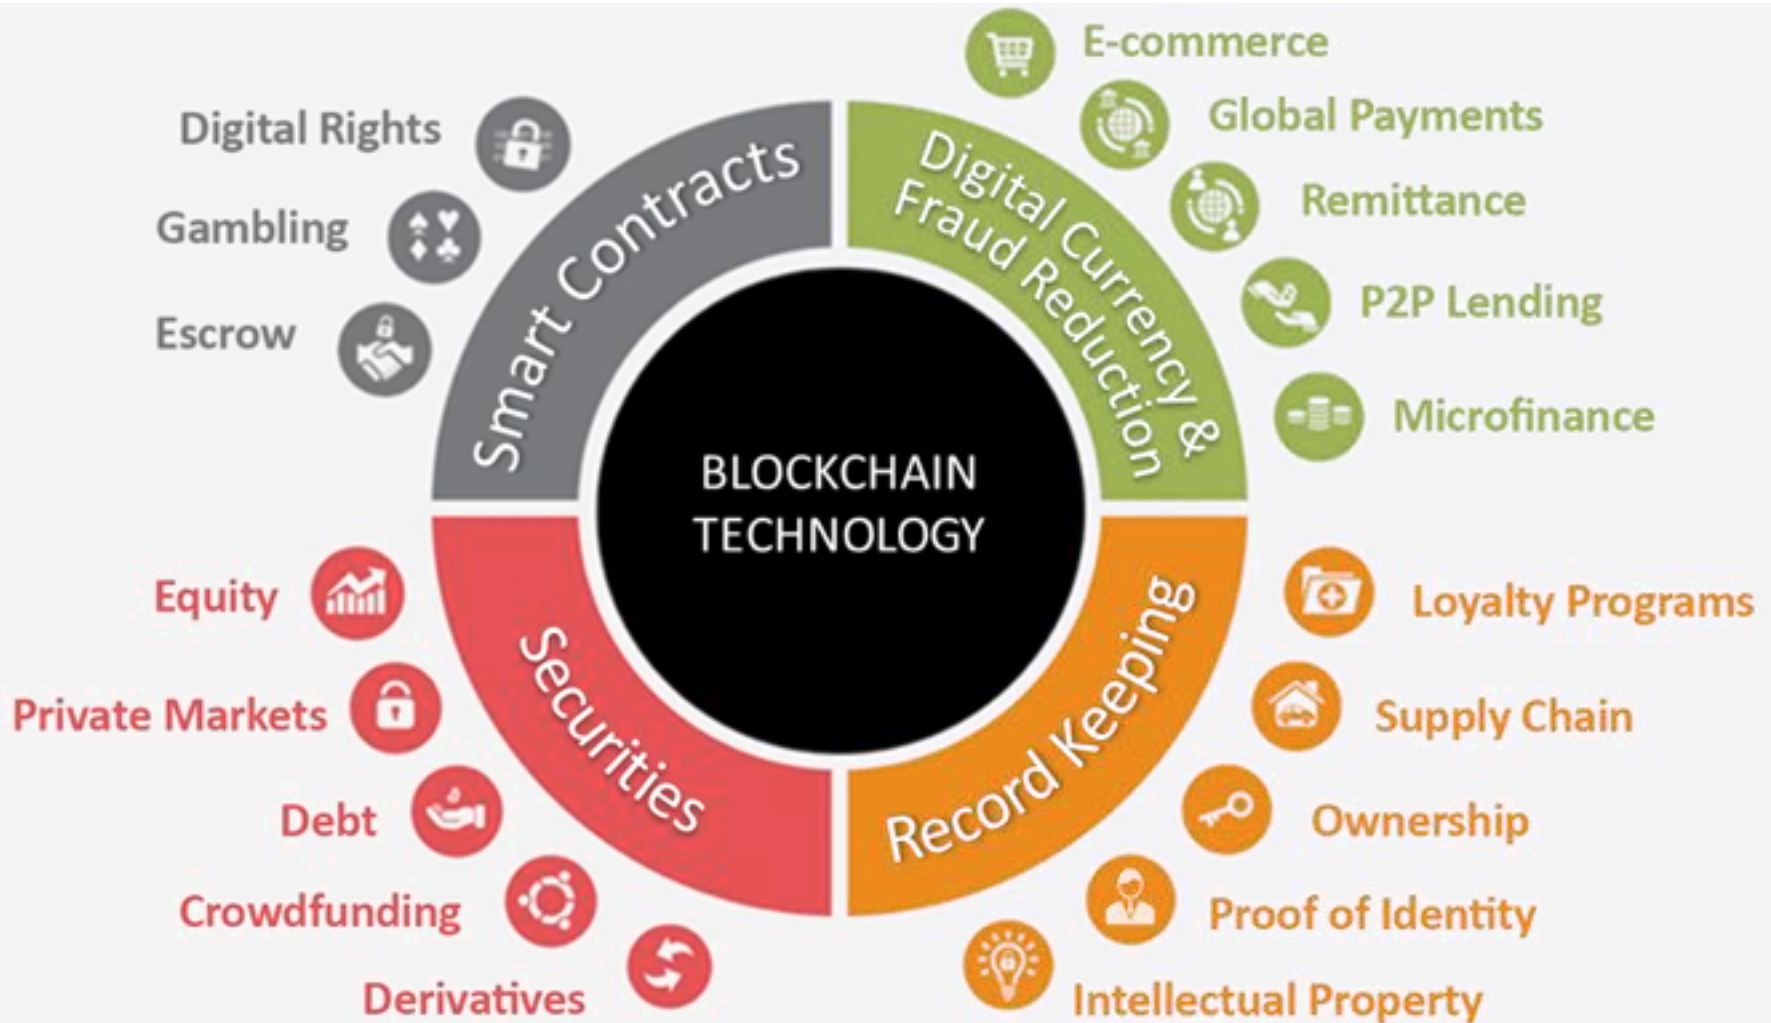 BLOCKCHAIN
TECHNOLOGY
Smart Contracts
Digital Rights
Gambling
Escrow
Digital Currency &
Fraud Reduction
E-commerce
Global Payments
Remittance
P2P Lending
Microfinance
Record Keeping
Loyalty Programs
Supply Chain
Ownership
Proof of Identity
Intellectual Property
Securities
Equity
Private Markets
Debt
Crowdfunding
Derivatives